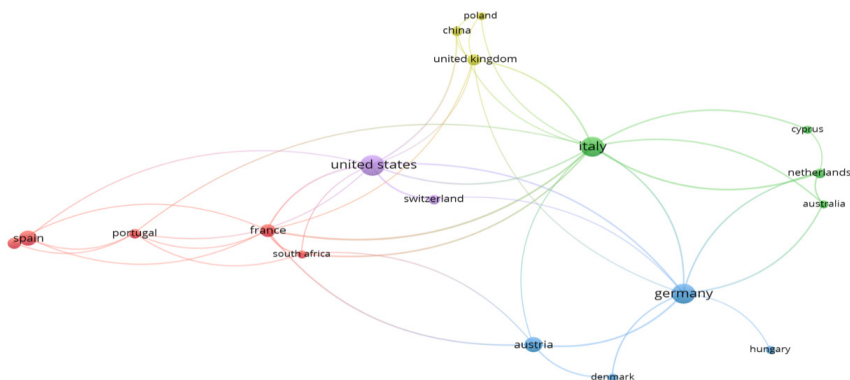 poland
china
united kingdom
cyprus
italy
united states
netherlands
switzerland
australia
france
portugal
spain
south africa
germany
austria
hungary
denmark